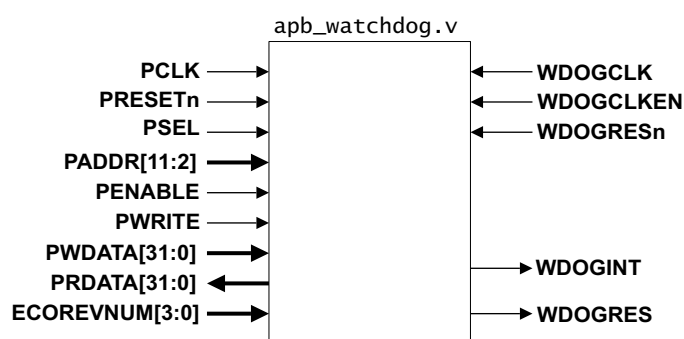 apb_watchdog.v
PCLK
PRESETn
PSEL
PADDR[11:2]
PENABLE
PWRITE
PWDATA[31:0]
PRDATA[31:0]
ECOREVNUM[3:0]
WDOGCLK
WDOGCLKEN
WDOGRESn
WDOGINT
WDOGRES